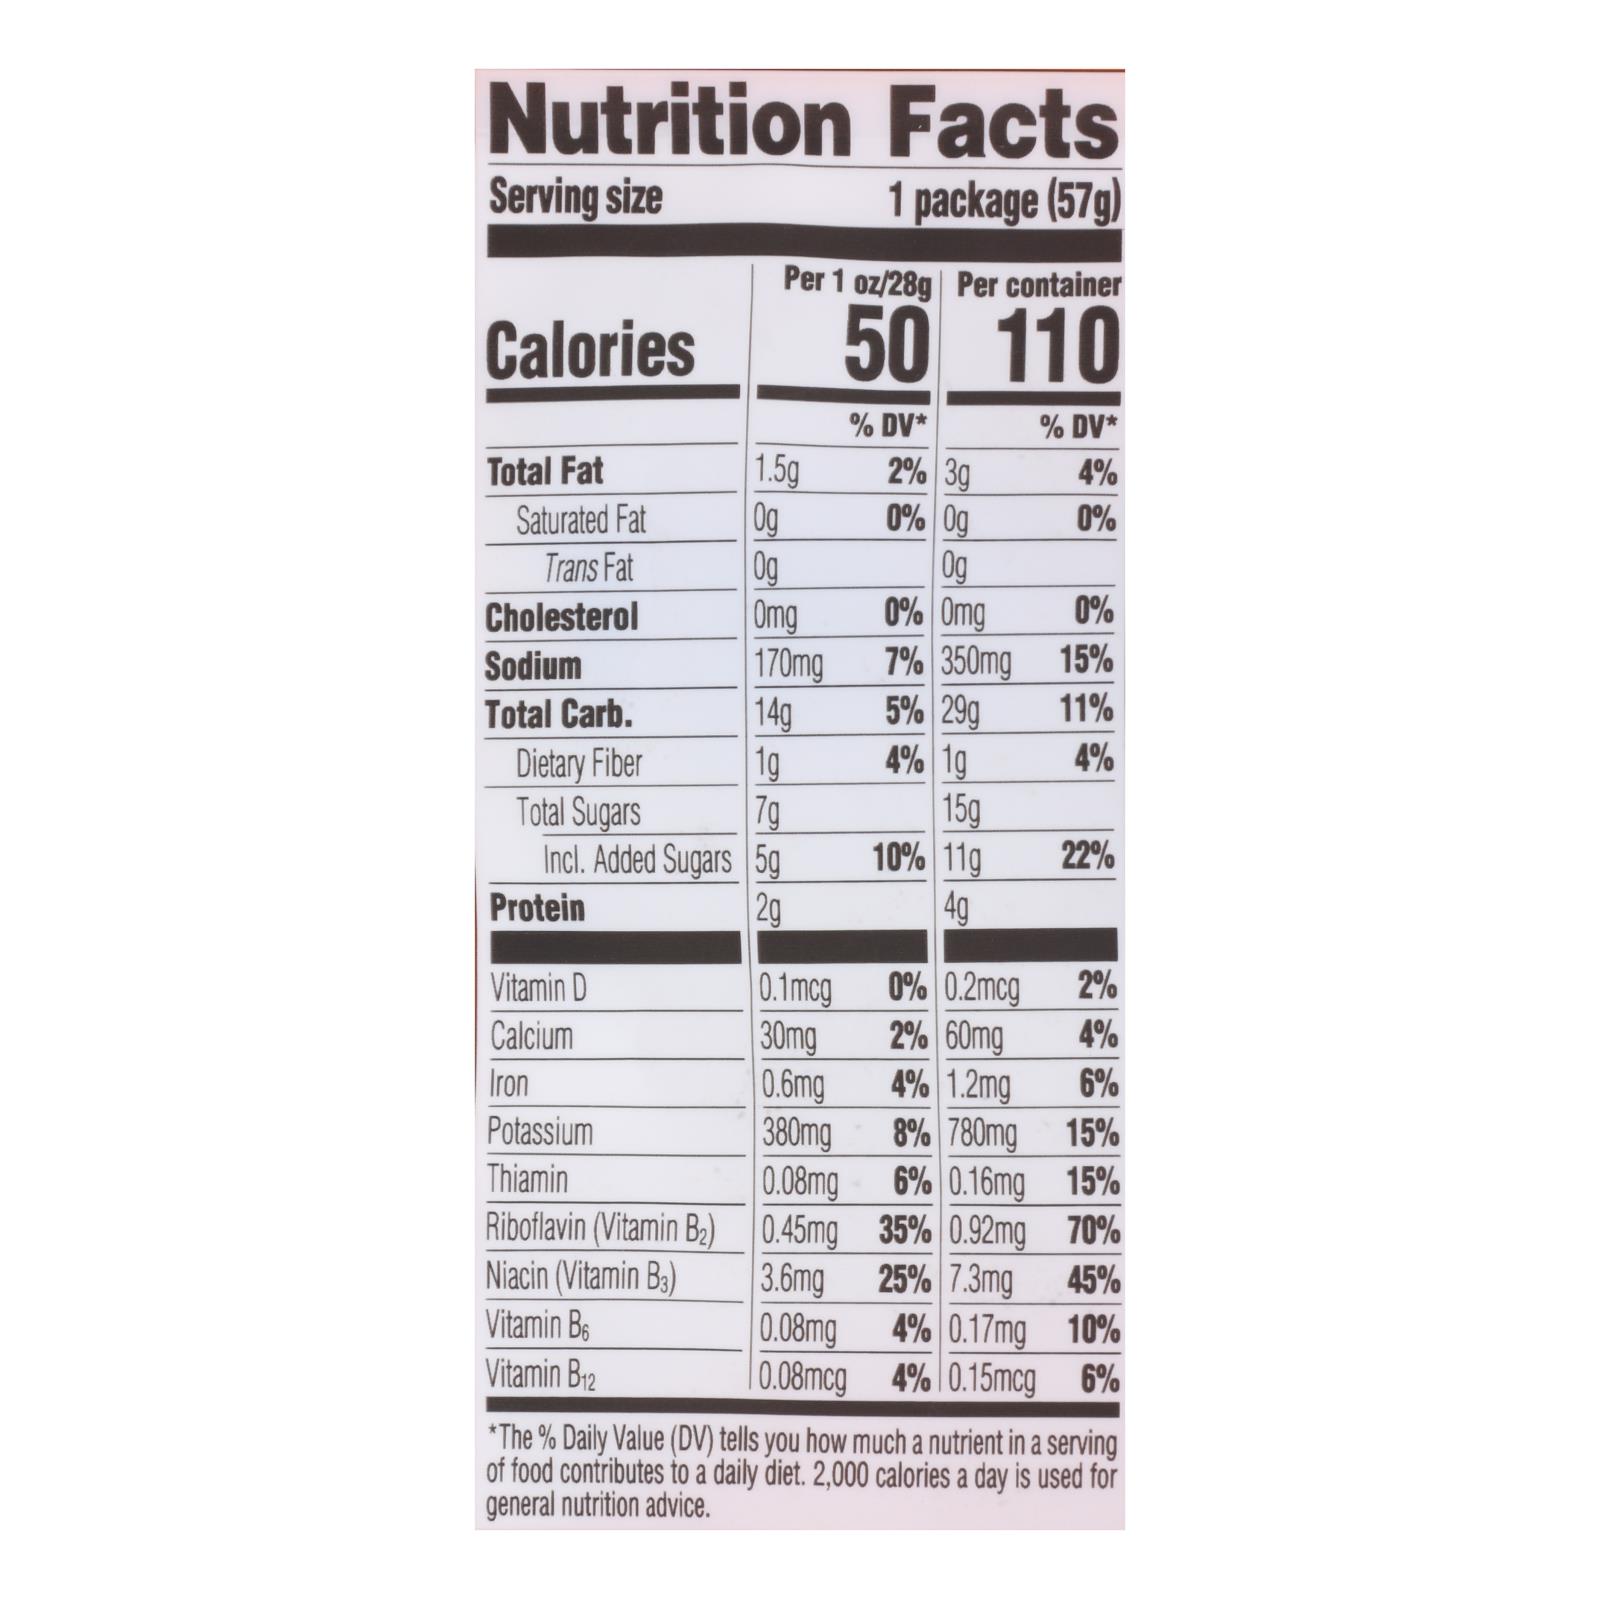 Nutrition Facts
Serving size 1 package (57g)
Per 1 oz/28g Per container
Calories 50 110
% DV* % DV*
Total Fat 1.5g 2% 3g 4%
Saturated Fat 0g 0% 0g 0%
Trans Fat 0g 0g
Cholesterol 0mg 0% 0mg 0%
Sodium 170mg 7% 350mg 15%
Total Carb. 14g 5% 29g 11%
Dietary Fiber 1g 4% 1g 4%
Total Sugars 7g 15g
Incl. Added Sugars 5g 10% 11g 22%
Protein 2g 4g
Vitamin D 0.1mcg 0% 0.2mcg 2%
Calcium 30mg 2% 60mg 4%
Iron 0.6mg 4% 1.2mg 6%
Potassium 380mg 8% 780mg 15%
Thiamin 0.08mg 6% 0.16mg 15%
Riboflavin (Vitamin B₂) 0.45mg 35% 0.92mg 70%
Niacin (Vitamin B₃) 3.6mg 25% 7.3mg 45%
Vitamin B₆ 0.08mg 4% 0.17mg 10%
Vitamin B₁₂ 0.08mcg 4% 0.15mcg 6%
*The % Daily Value (DV) tells you how much a nutrient in a serving
of food contributes to a daily diet. 2,000 calories a day is used for
general nutrition advice.